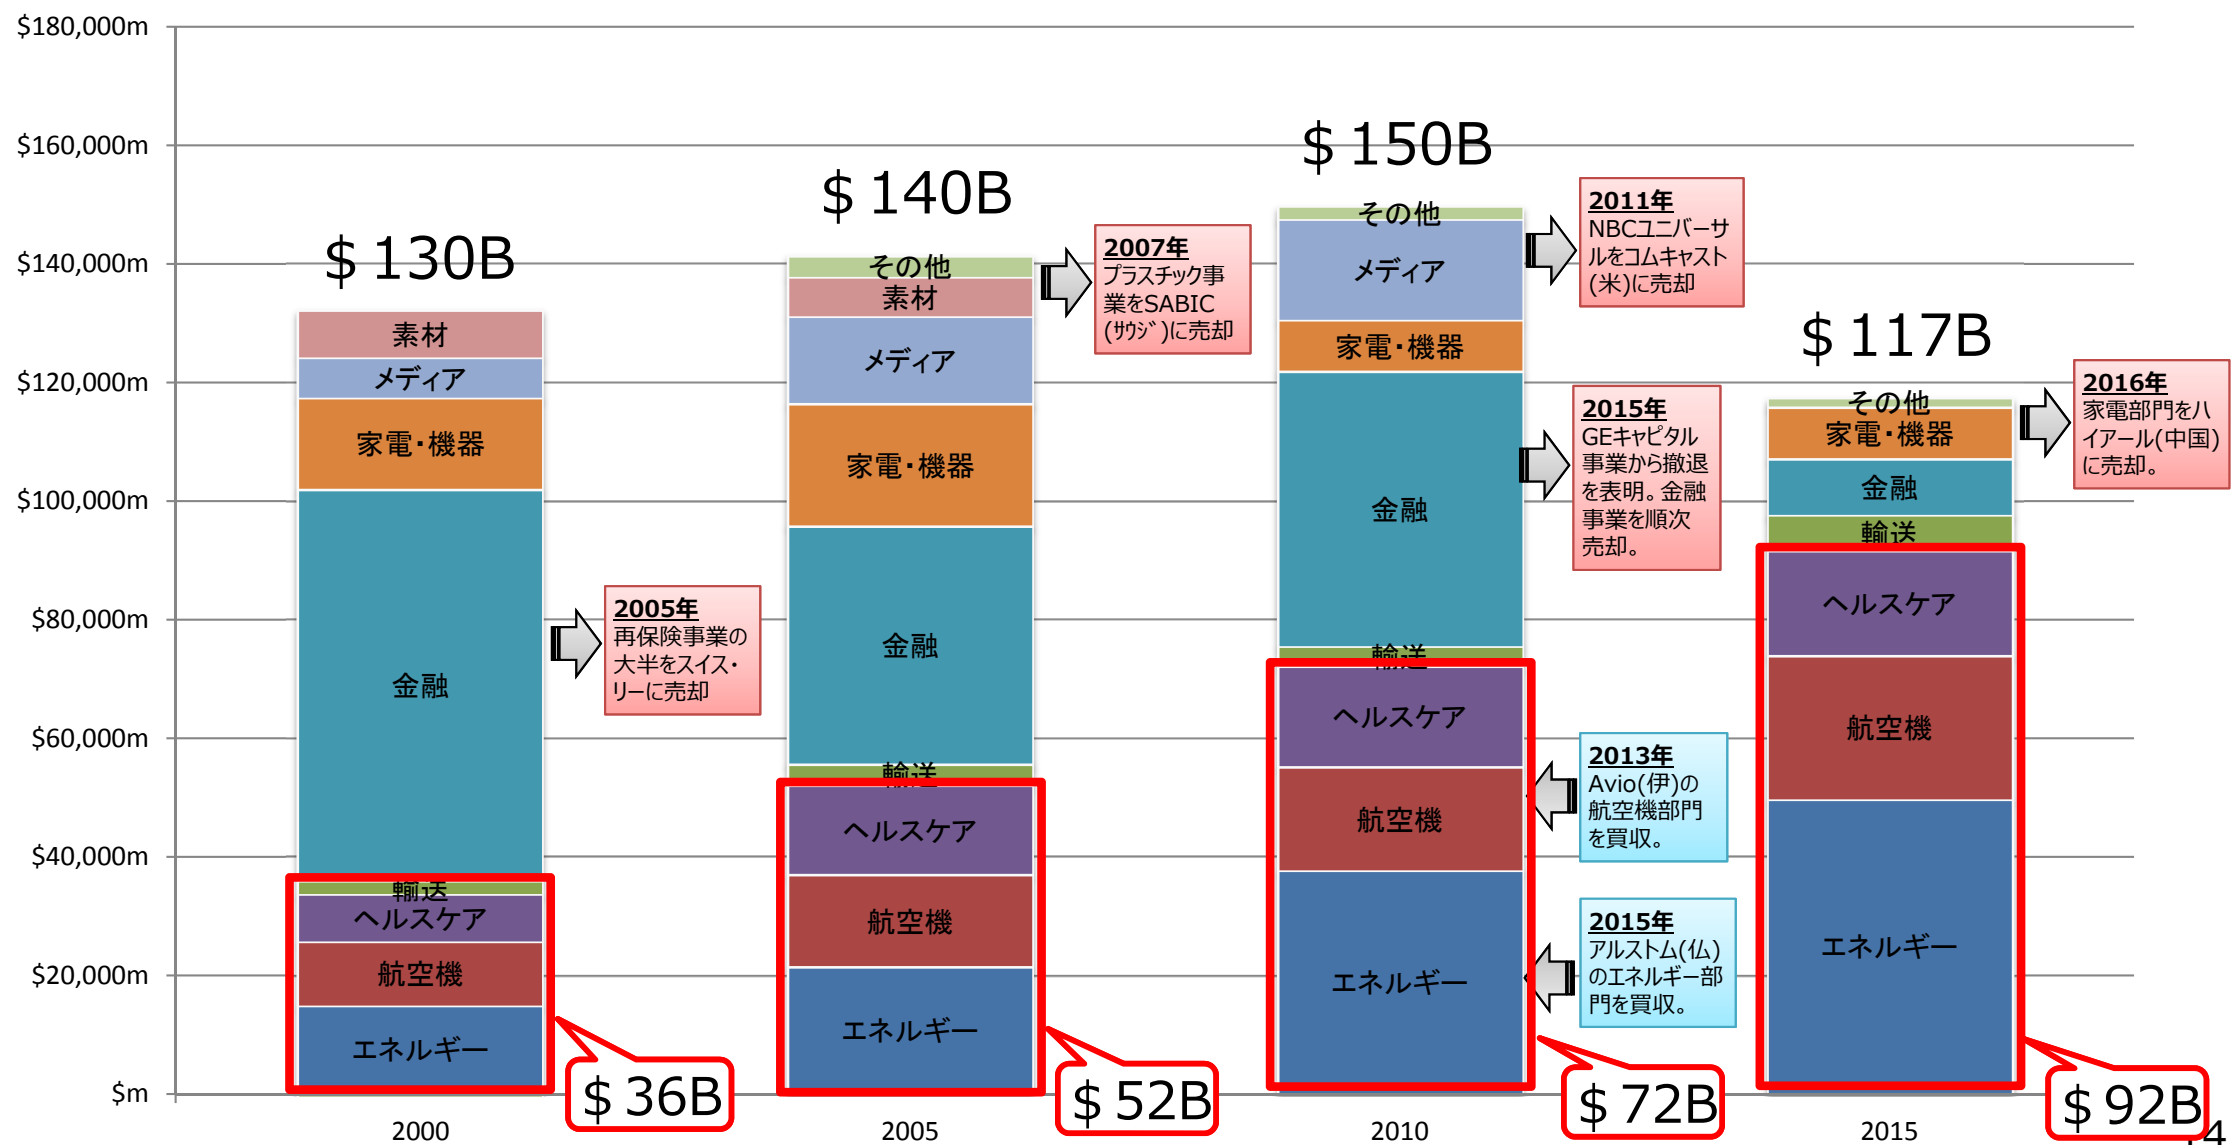 $180,000m
$160,000m
$140,000m
$120,000m
$100,000m
$80,000m
$60,000m
$40,000m
$20,000m
$m
$ 130B
素材
メディア
家電・機器
金融
輸送
ヘルスケア
航空機
エネルギー
$ 36B
2000
2005年
再保険事業の
大半をスイス・
リーに売却
$ 140B
その他
素材
メディア
家電・機器
金融
輸送
ヘルスケア
航空機
エネルギー
$ 52B
2005
2007年
プラスチック事
業をSABIC
(サウジ)に売却
$ 150B
その他
メディア
家電・機器
金融
輸送
ヘルスケア
航空機
エネルギー
$ 72B
2010
2011年
NBCユニバーサ
ルをコムキャスト
(米)に売却
2015年
GEキャピタル
事業から撤退
を表明。金融
事業を順次
売却。
2013年
Avio(伊)の
航空機部門
を買収。
2015年
アルストム(仏)
のエネルギー部
門を買収。
$ 117B
その他
家電・機器
金融
輸送
ヘルスケア
航空機
エネルギー
$ 92B
2015
2016年
家電部門をハ
イアール(中国)
に売却。
14